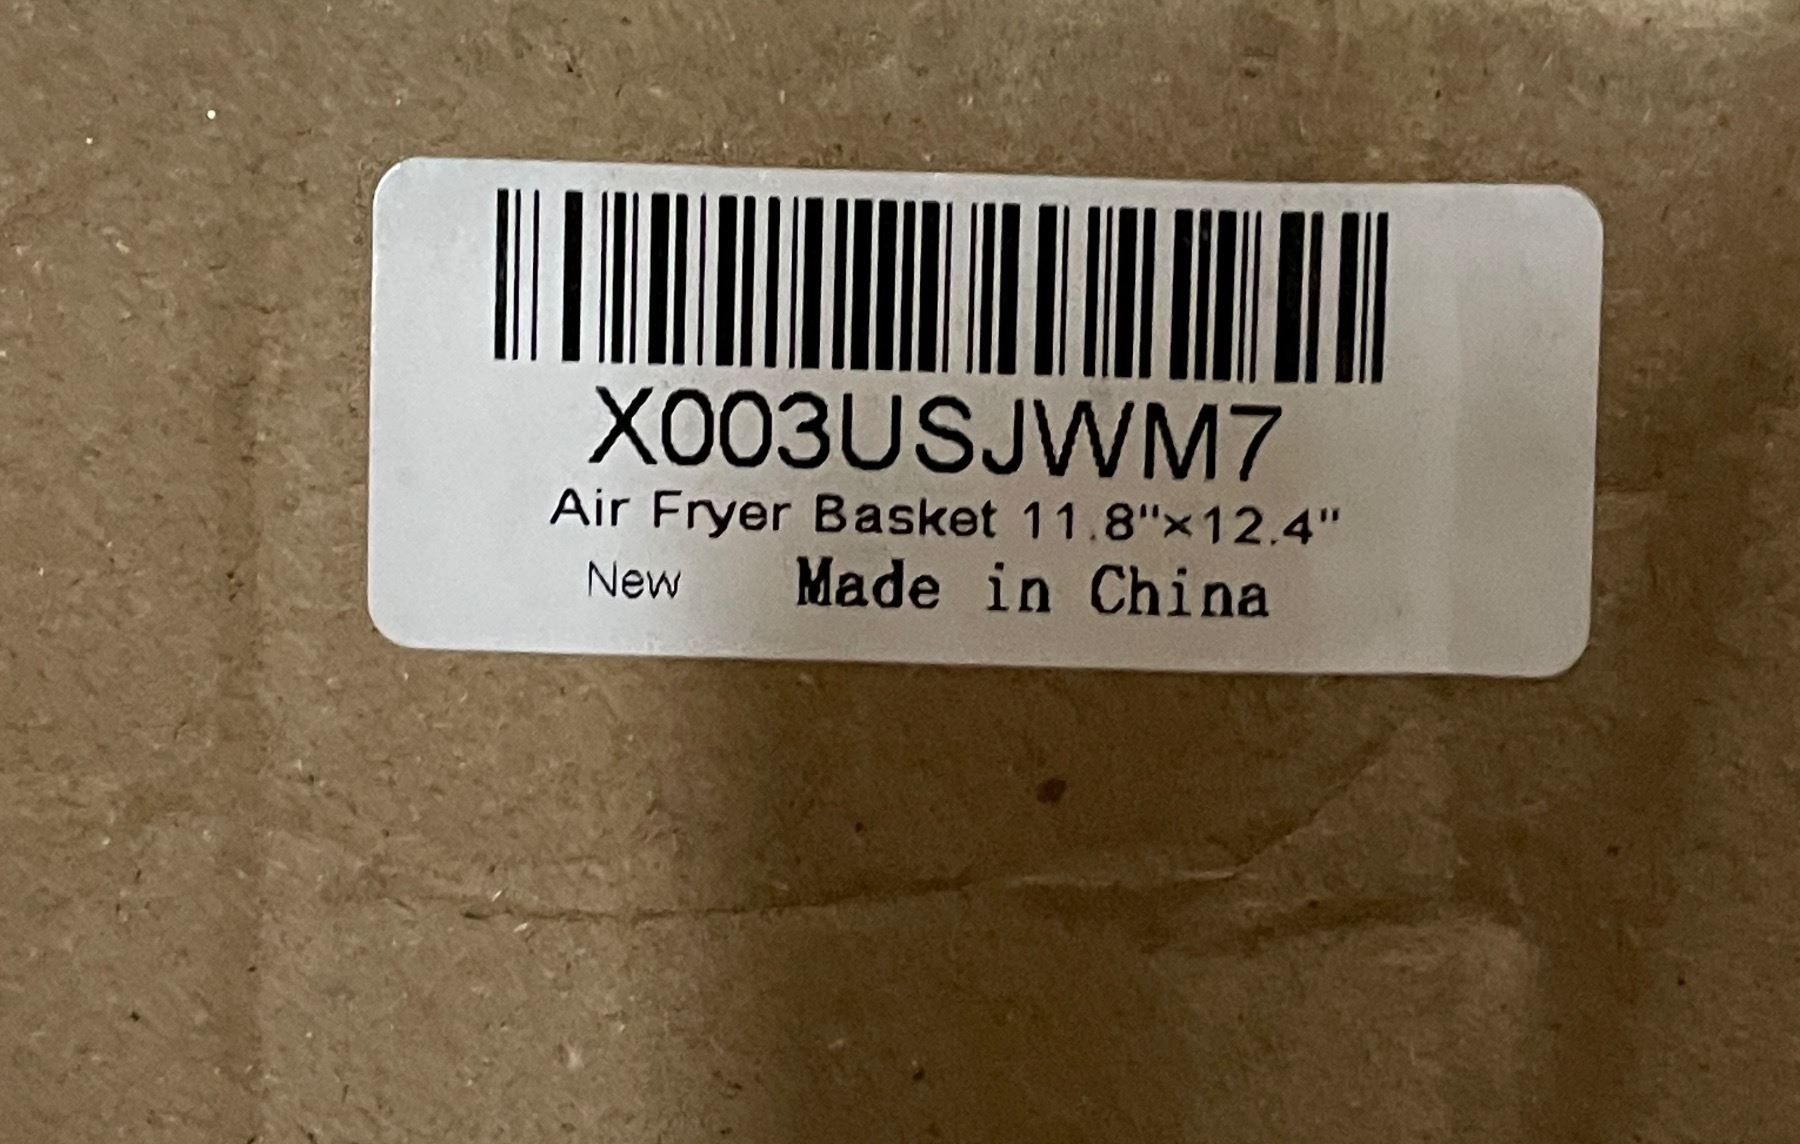 X003USJWM7
Air Fryer Basket 11.8"×12.4"
New Made in China